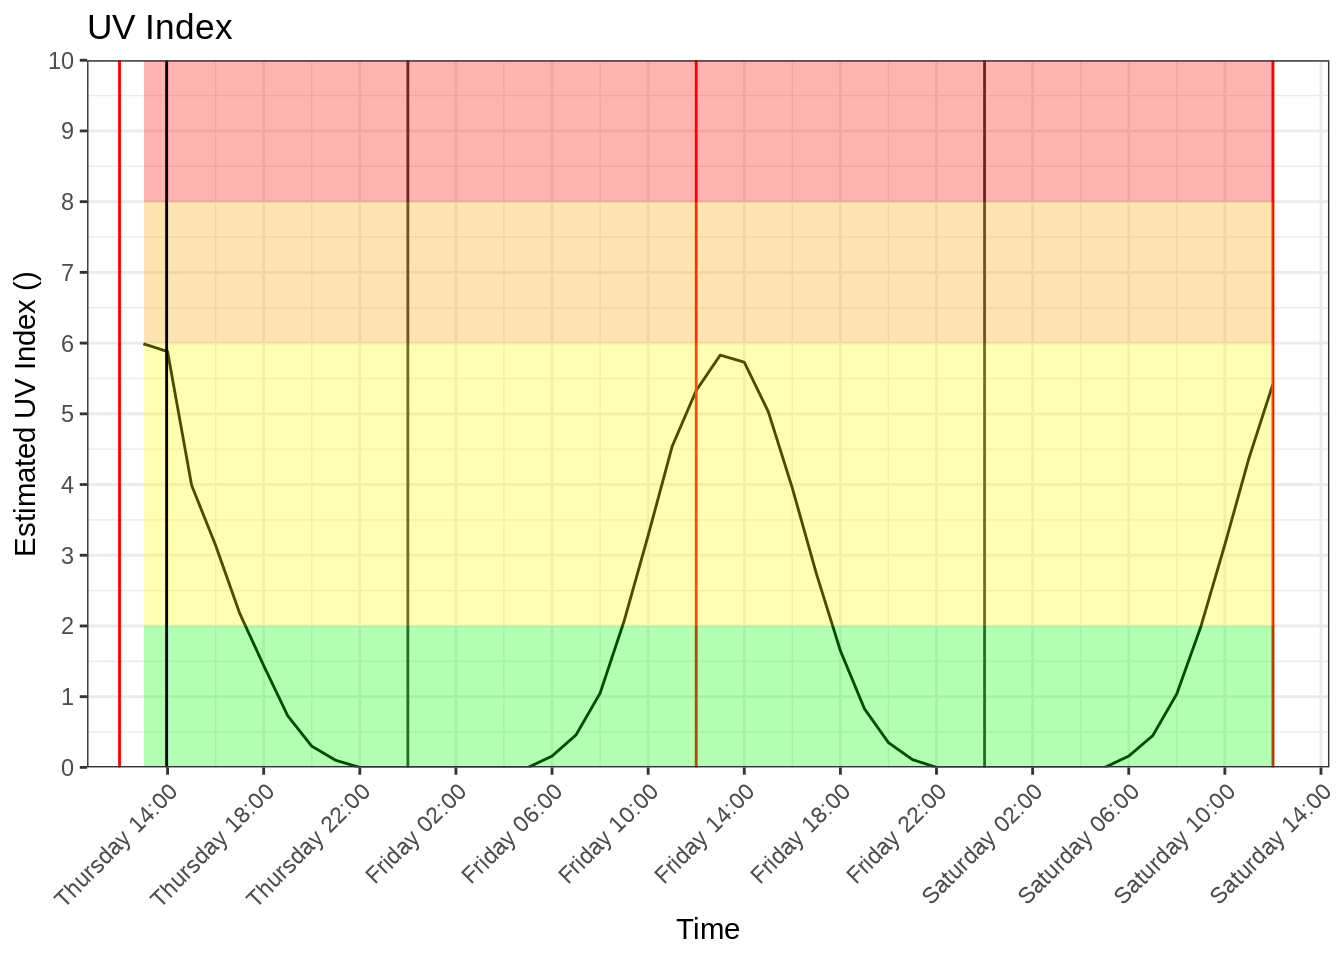 UV Index
10
9
8
7
6
5
4
3
2
1
0
Estimated UV Index ()
Thursday 14:00
Thursday 18:00
Thursday 22:00
Friday 02:00
Friday 06:00
Friday 10:00
Friday 14:00
Friday 18:00
Friday 22:00
Saturday 02:00
Saturday 06:00
Saturday 10:00
Saturday 14:00
Time